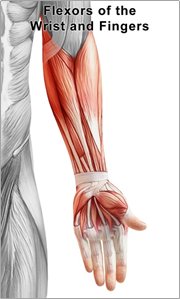 Flexors of the
Wrist and Fingers